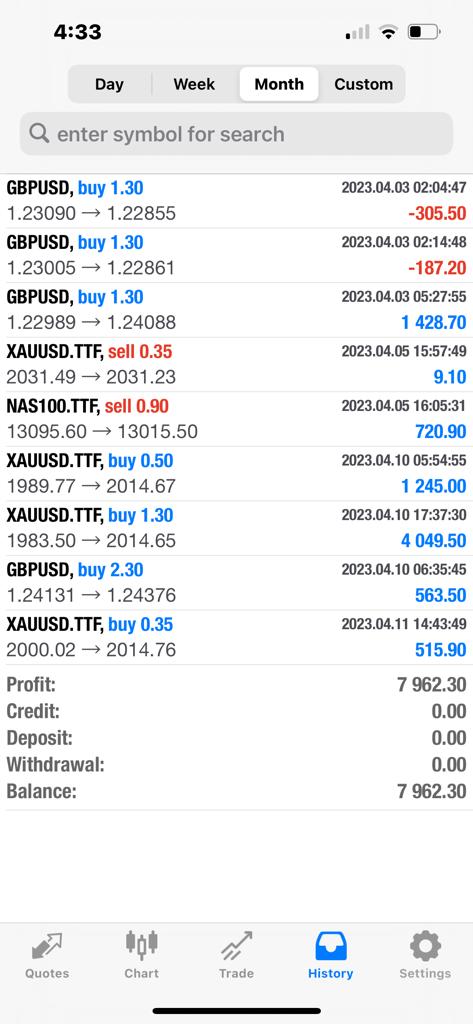 4:33
Day Week Month Custom
enter symbol for search
GBPUSD, buy 1.30 2023.04.03 02:04:47
1.23090 → 1.22855 -305.50
GBPUSD, buy 1.30 2023.04.03 02:14:48
1.23005 → 1.22861 -187.20
GBPUSD, buy 1.30 2023.04.03 05:27:55
1.22989 → 1.24088 1 428.70
XAUUSD.TTF, sell 0.35 2023.04.05 15:57:49
2031.49 → 2031.23 9.10
NAS100.TTF, sell 0.90 2023.04.05 16:05:31
13095.60 → 13015.50 720.90
XAUUSD.TTF, buy 0.50 2023.04.10 05:54:55
1989.77 → 2014.67 1 245.00
XAUUSD.TTF, buy 1.30 2023.04.10 17:37:30
1983.50 → 2014.65 4 049.50
GBPUSD, buy 2.30 2023.04.10 06:35:45
1.24131 → 1.24376 563.50
XAUUSD.TTF, buy 0.35 2023.04.11 14:43:49
2000.02 → 2014.76 515.90
Profit: 7 962.30
Credit: 0.00
Deposit: 0.00
Withdrawal: 0.00
Balance: 7 962.30
Quotes Chart Trade History Settings